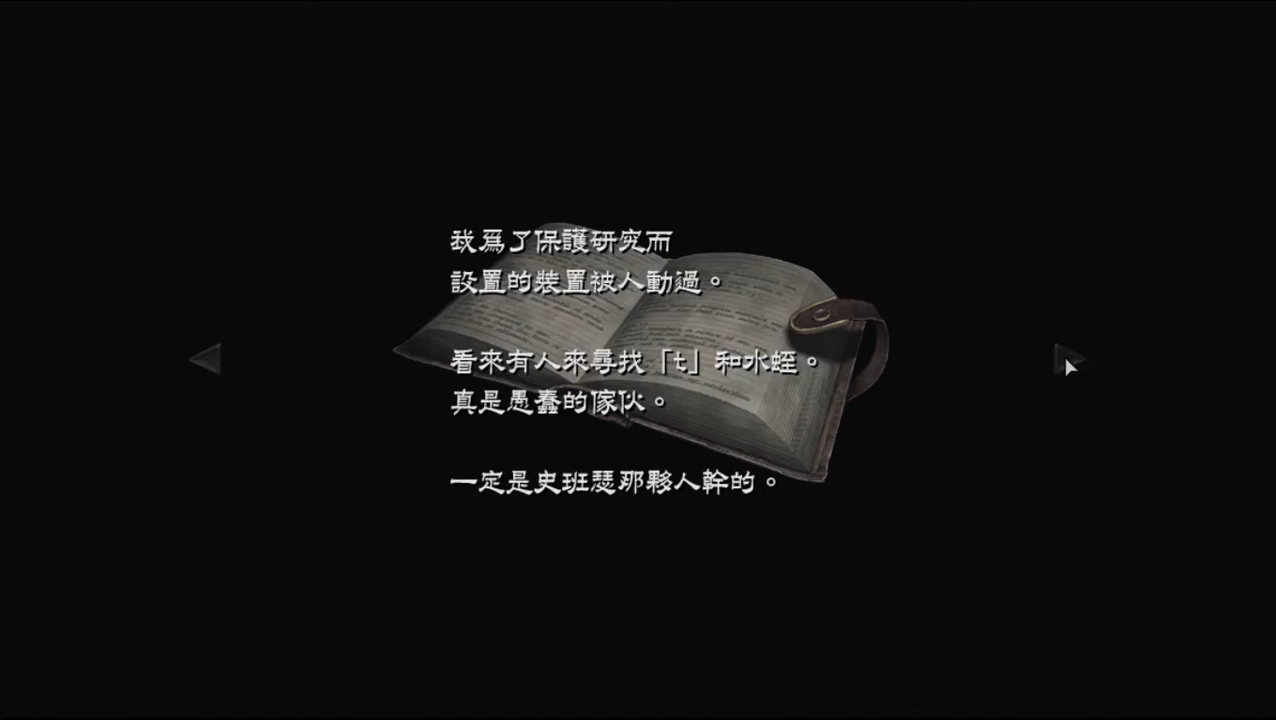 我爲了保護研究而
設置的裝置被人動過。
看來有人來尋找「t」和水蛭。
真是愚蠢的傢伙。
一定是史班瑟那夥人幹的。